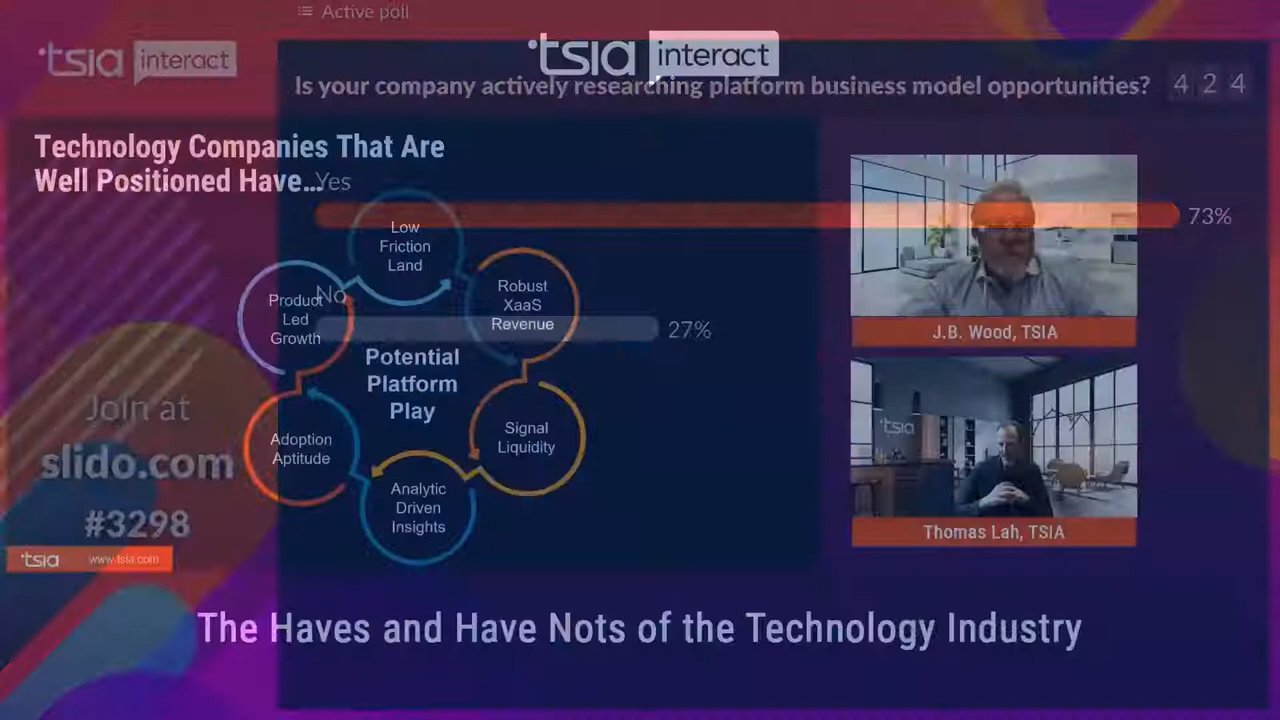 Active poll
tsia interact
tsia interact
Is your company actively researching platform business model opportunities? 424
Technology Companies That Are
Well Positioned Have...
Yes
73%
No
27%
Low
Friction
Land
Robust
XaaS
Revenue
Signal
Liquidity
Analytic
Driven
Insights
Adoption
Aptitude
Product
Led
Growth
Potential
Platform
Play
J.B. Wood, TSIA
tsia
Thomas Lah, TSIA
Join at
slido.com
#3298
tsia www.tsia.com
The Haves and Have Nots of the Technology Industry